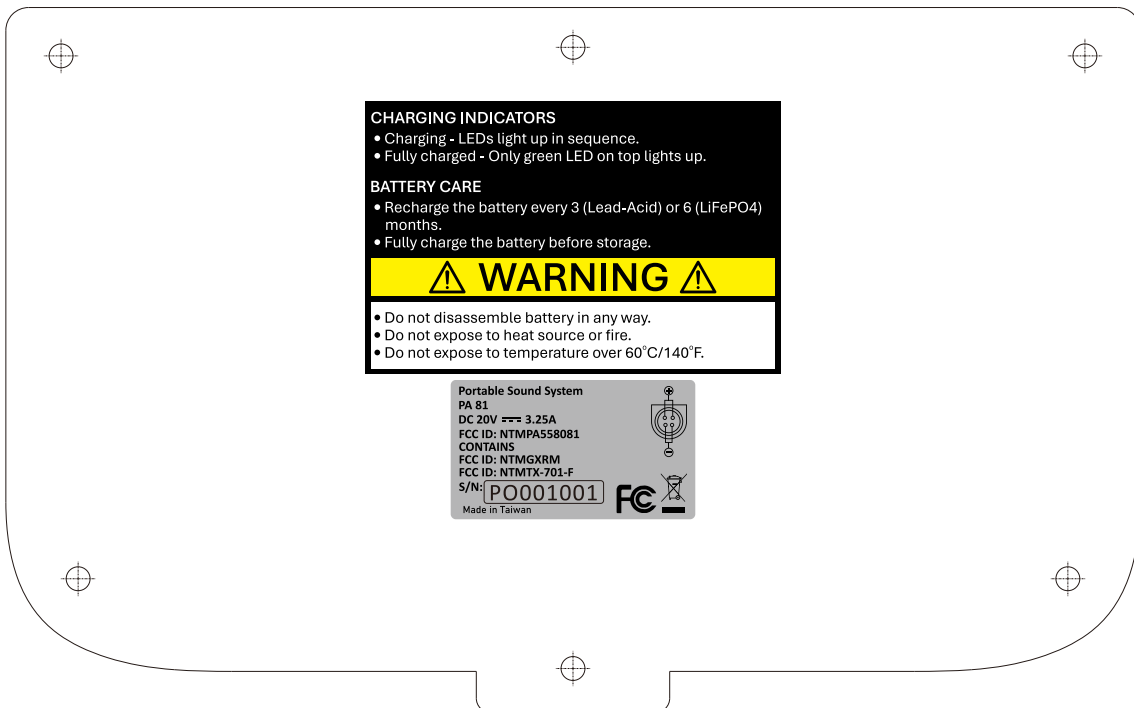 CHARGING INDICATORS
• Charging - LEDs light up in sequence.
• Fully charged - Only green LED on top lights up.
BATTERY CARE
• Recharge the battery every 3 (Lead-Acid) or 6 (LiFePO4)
months.
• Fully charge the battery before storage.
WARNING
• Do not disassemble battery in any way.
• Do not expose to heat source or fire.
• Do not expose to temperature over 60°C/140°F.
Portable Sound System
PA 81
DC 20V ⎓ 3.25A
FCC ID: NTMPA558081
CONTAINS
FCC ID: NTMGXRM
FCC ID: NTMTX-701-F
S/N: PO001001
Made in Taiwan
FC